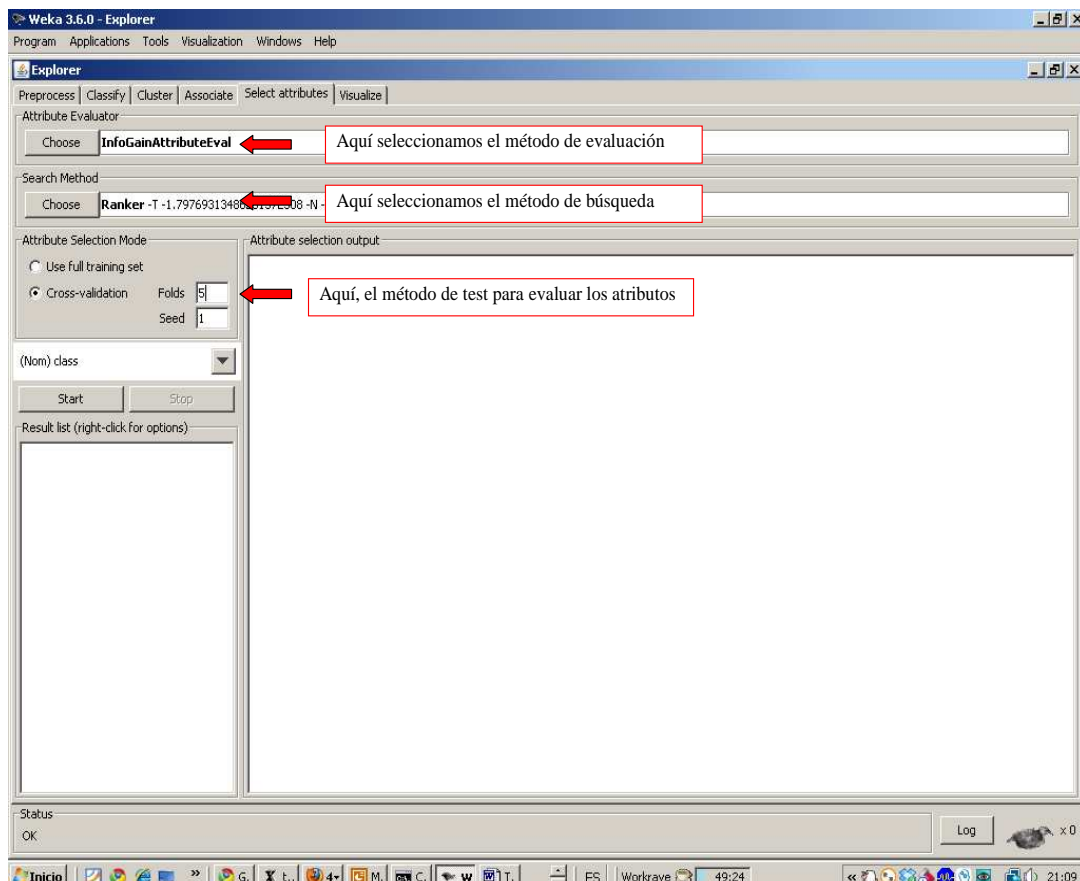 Weka 3.6.0 - Explorer
Program Applications Tools Visualization Windows Help
Explorer
Preprocess Classify Cluster Associate Select attributes Visualize
Attribute Evaluator
Choose InfoGainAttributeEval
Aquí seleccionamos el método de evaluación
Search Method
Choose Ranker -T -1.7976931348 -N -
Aquí seleccionamos el método de búsqueda
Attribute Selection Mode
Attribute selection output
Use full training set
Cross-validation Folds 5
Seed 1
Aquí, el método de test para evaluar los atributos
(Nom) class
Start Stop
Result list (right-click for options)
Status
OK
Log x 0
Inicio » G. t.. 4 M. C. W T. ES Workrave 49:24 « 21:09